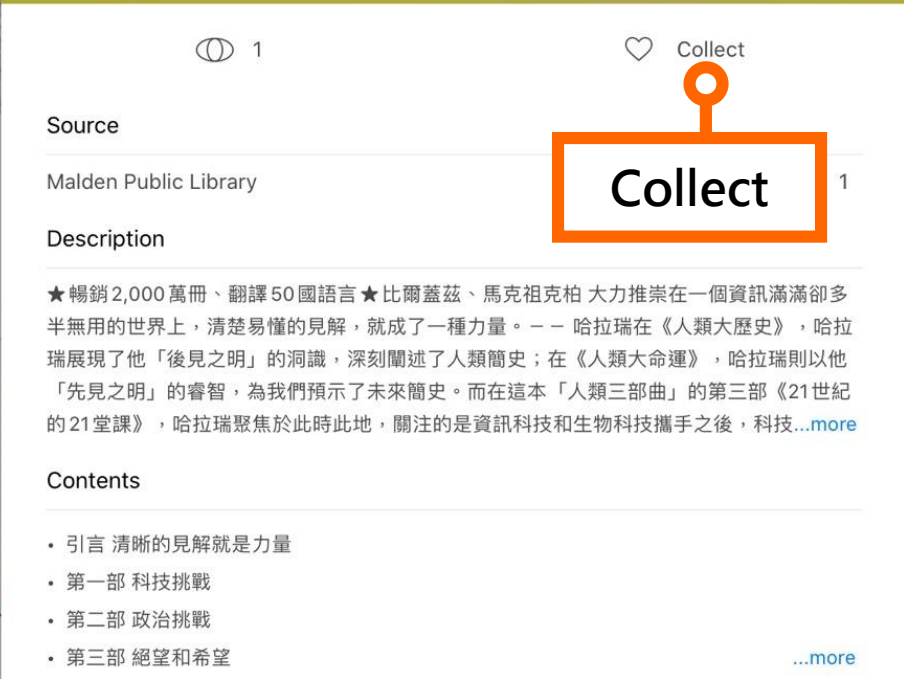 1
Collect
Source
Malden Public Library
Collect
1
Description
★暢銷2,000萬冊、翻譯50國語言★比爾蓋茲、馬克祖克柏 大力推崇在一個資訊滿滿卻多
半無用的世界上，清楚易懂的見解，就成了一種力量。－－ 哈拉瑞在《人類大歷史》，哈拉
瑞展現了他「後見之明」的洞識，深刻闡述了人類簡史；在《人類大命運》，哈拉瑞則以他
「先見之明」的睿智，為我們預示了未來簡史。而在這本「人類三部曲」的第三部《21世紀
的21堂課》，哈拉瑞聚焦於此時此地，關注的是資訊科技和生物科技攜手之後，科技...more
Contents
• 引言 清晰的見解就是力量
• 第一部 科技挑戰
• 第二部 政治挑戰
• 第三部 絕望和希望
...more